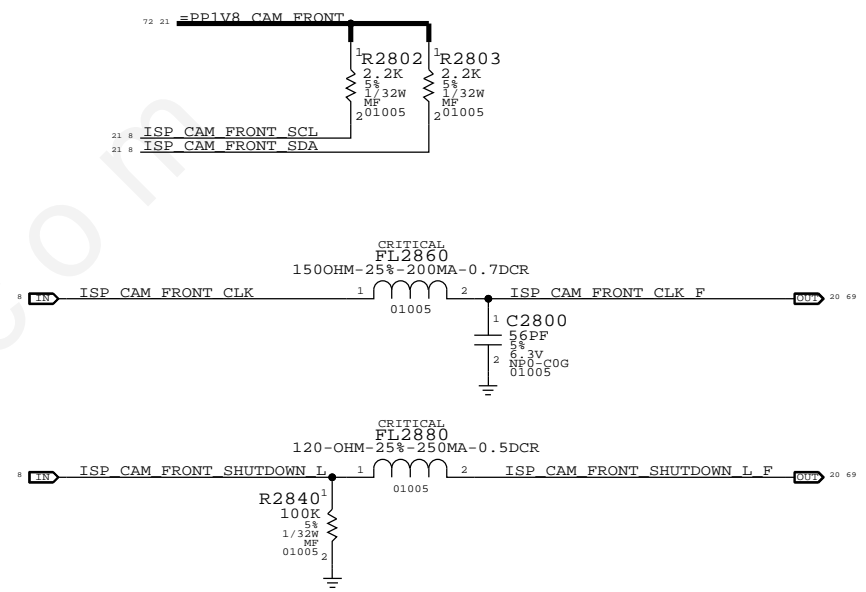 72 21 =PP1V8_CAM_FRONT
1 R2802
2.2K
5%
1/32W
MF
2 01005
1 R2803
2.2K
5%
1/32W
MF
2 01005
21 8 ISP_CAM_FRONT_SCL
21 8 ISP_CAM_FRONT_SDA
CRITICAL
FL2860
150OHM-25%-200MA-0.7DCR
8 IN ISP_CAM_FRONT_CLK 1 2 ISP_CAM_FRONT_CLK_F OUT 20 69
01005
1 C2800
56PF
5%
6.3V
2 NP0-C0G
01005
CRITICAL
FL2880
120-OHM-25%-250MA-0.5DCR
8 IN ISP_CAM_FRONT_SHUTDOWN_L 1 2 ISP_CAM_FRONT_SHUTDOWN_L_F OUT 20 69
01005
R2840 1
100K
5%
1/32W
MF
01005 2
com